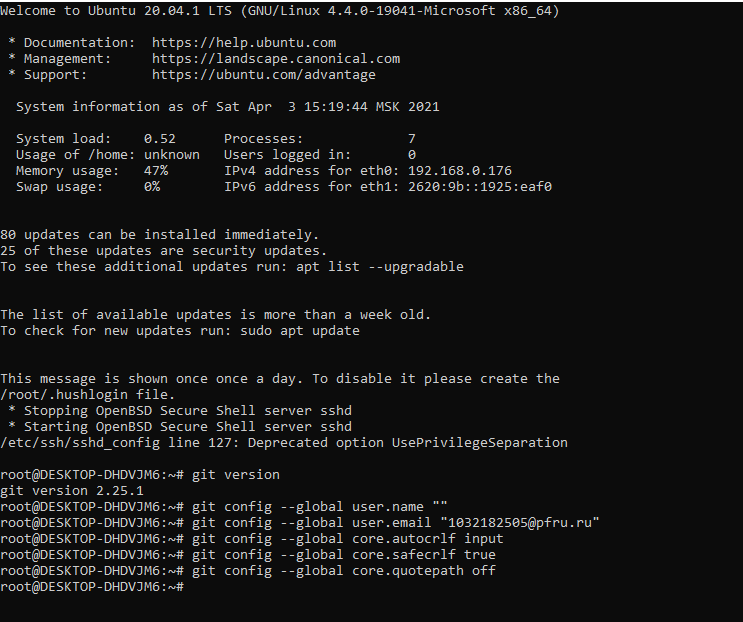 Welcome to Ubuntu 20.04.1 LTS (GNU/Linux 4.4.0-19041-Microsoft x86_64)
* Documentation: https://help.ubuntu.com
* Management: https://landscape.canonical.com
* Support: https://ubuntu.com/advantage
System information as of Sat Apr 3 15:19:44 MSK 2021
System load: 0.52 Processes: 7
Usage of /home: unknown Users logged in: 0
Memory usage: 47% IPv4 address for eth0: 192.168.0.176
Swap usage: 0% IPv6 address for eth1: 2620:9b::1925:eaf0
80 updates can be installed immediately.
25 of these updates are security updates.
To see these additional updates run: apt list --upgradable
The list of available updates is more than a week old.
To check for new updates run: sudo apt update
This message is shown once once a day. To disable it please create the
/root/.hushlogin file.
* Stopping OpenBSD Secure Shell server sshd
* Starting OpenBSD Secure Shell server sshd
/etc/ssh/sshd_config line 127: Deprecated option UsePrivilegeSeparation
root@DESKTOP-DHDVJM6:~# git version
git version 2.25.1
root@DESKTOP-DHDVJM6:~# git config --global user.name ""
root@DESKTOP-DHDVJM6:~# git config --global user.email "1032182505@pfru.ru"
root@DESKTOP-DHDVJM6:~# git config --global core.autocrlf input
root@DESKTOP-DHDVJM6:~# git config --global core.safecrlf true
root@DESKTOP-DHDVJM6:~# git config --global core.quotepath off
root@DESKTOP-DHDVJM6:~#